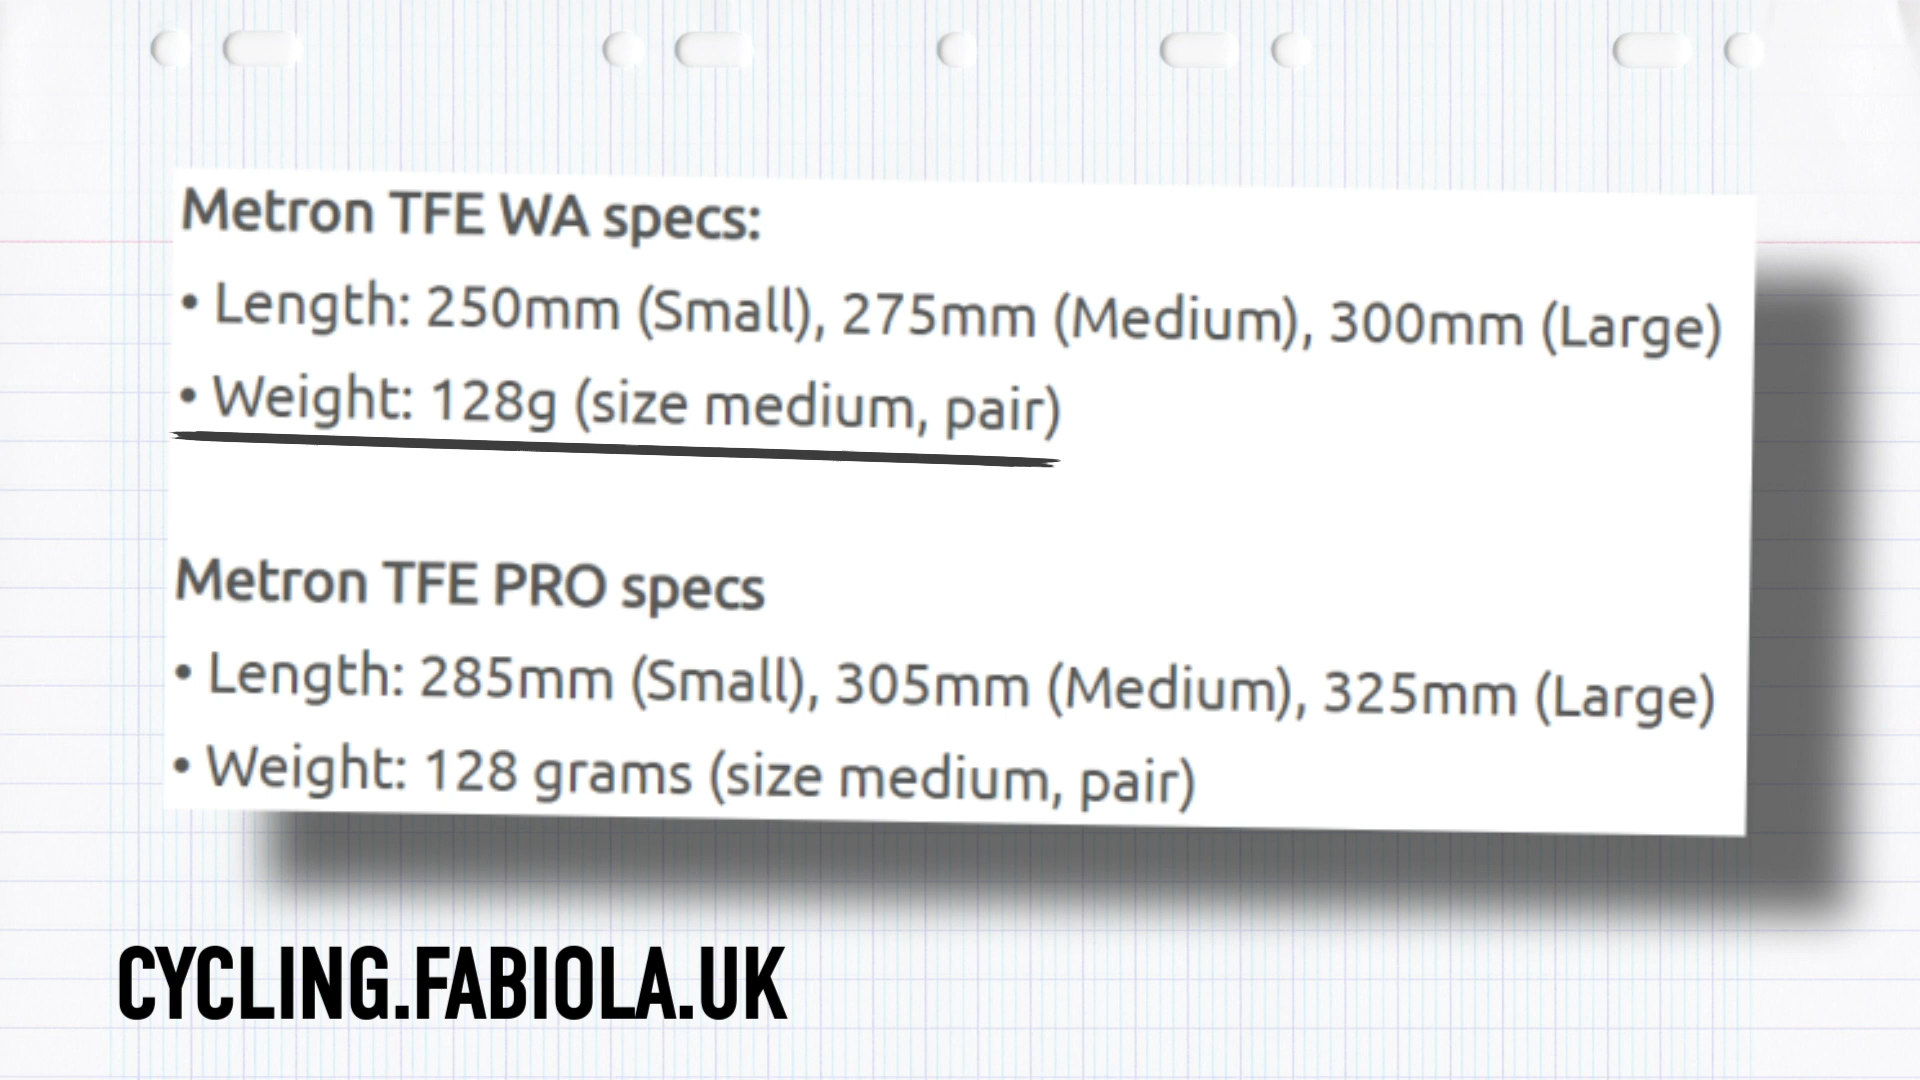 Metron TFE WA specs:
• Length: 250mm (Small), 275mm (Medium), 300mm (Large)
• Weight: 128g (size medium, pair)
Metron TFE PRO specs
• Length: 285mm (Small), 305mm (Medium), 325mm (Large)
• Weight: 128 grams (size medium, pair)
CYCLING.FABIOLA.UK